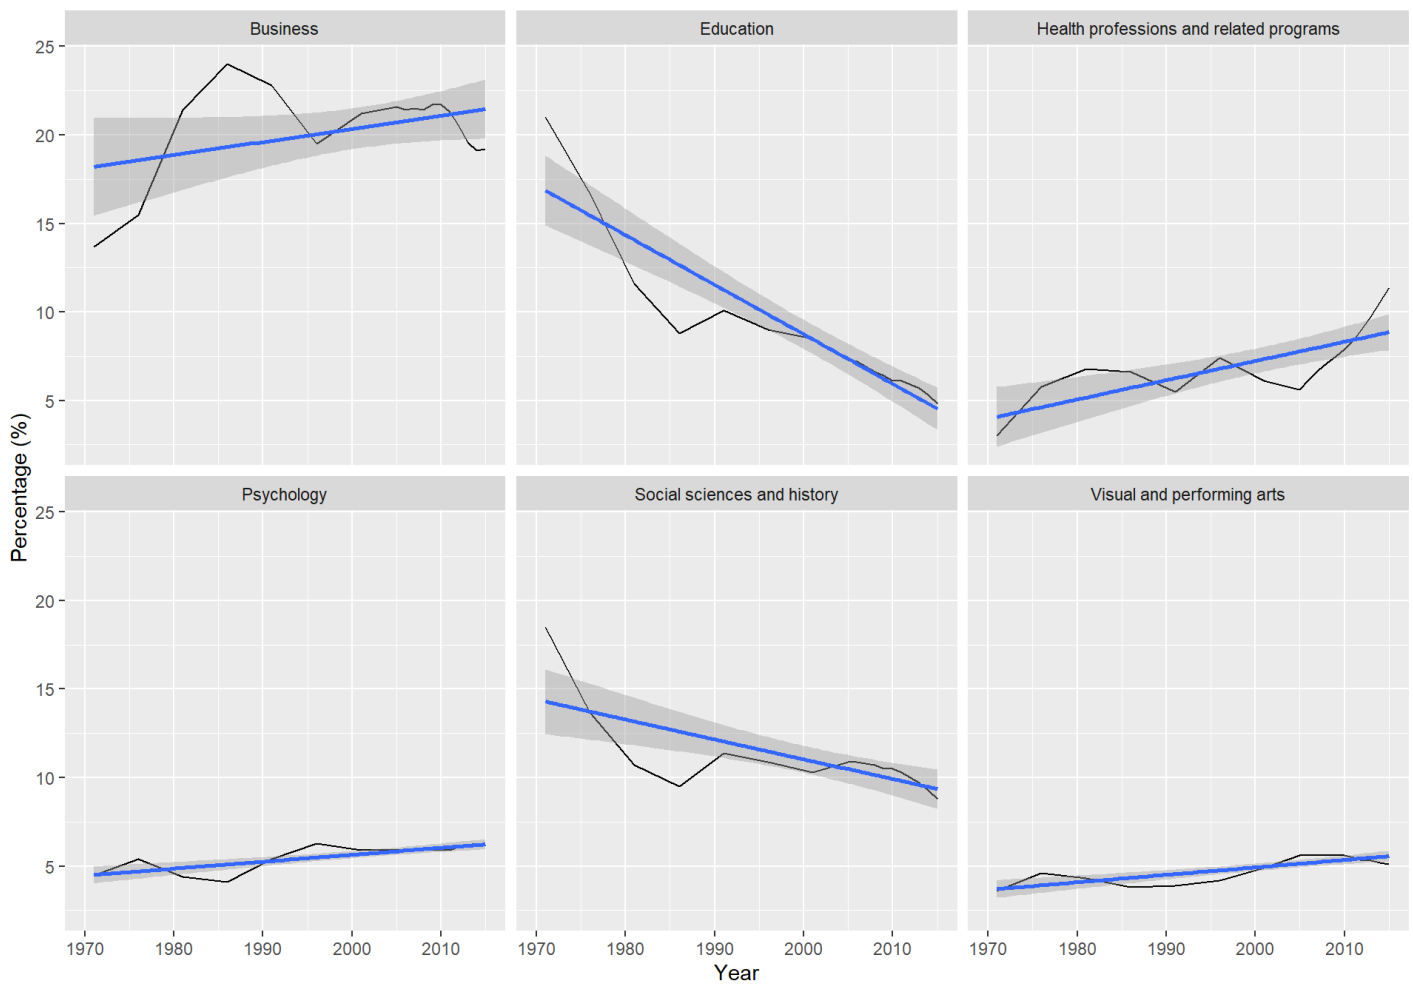 Business
Education
Health professions and related programs
25
20
15
10
5
Psychology
Social sciences and history
Visual and performing arts
25
20
15
10
5
1970 1980 1990 2000 2010
1970 1980 1990 2000 2010
1970 1980 1990 2000 2010
Year
Percentage (%)